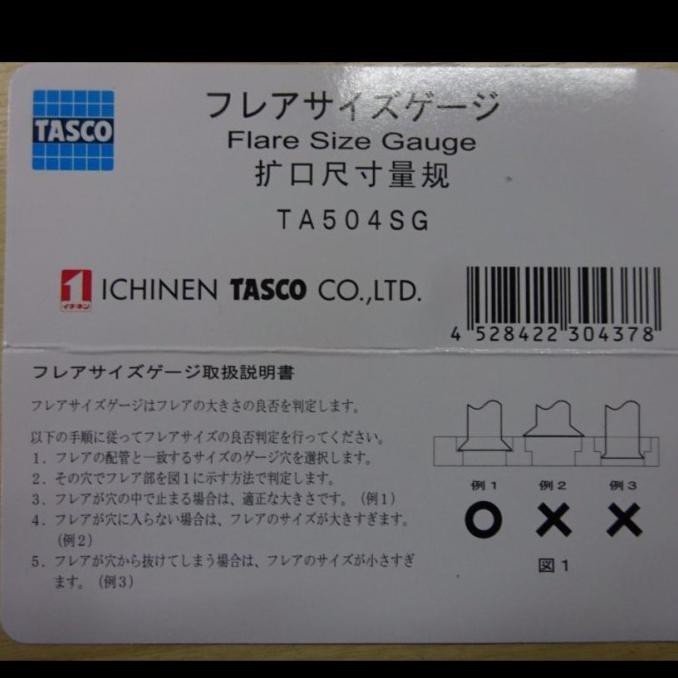 TASCO
フレアサイズゲージ
Flare Size Gauge
扩口尺寸量规
TA504SG
1 イチネン ICHINEN TASCO CO.,LTD.
4 528422 304378
フレアサイズゲージ取扱説明書
フレアサイズゲージはフレアの大きさの良否を判定します。
以下の手順に従ってフレアサイズの良否判定を行ってください。
1. フレアの配管と一致するサイズのゲージ穴を選択します。
2. その穴でフレア部を図1に示す方法で判定します。
3. フレアが穴の中で止まる場合は、適正な大きさです。(例1)
4. フレアが穴に入らない場合は、フレアのサイズが大きすぎます。
(例2)
5. フレアが穴から抜けてしまう場合は、フレアのサイズが小さすぎ
ます。(例3)
例1 例2 例3
図1